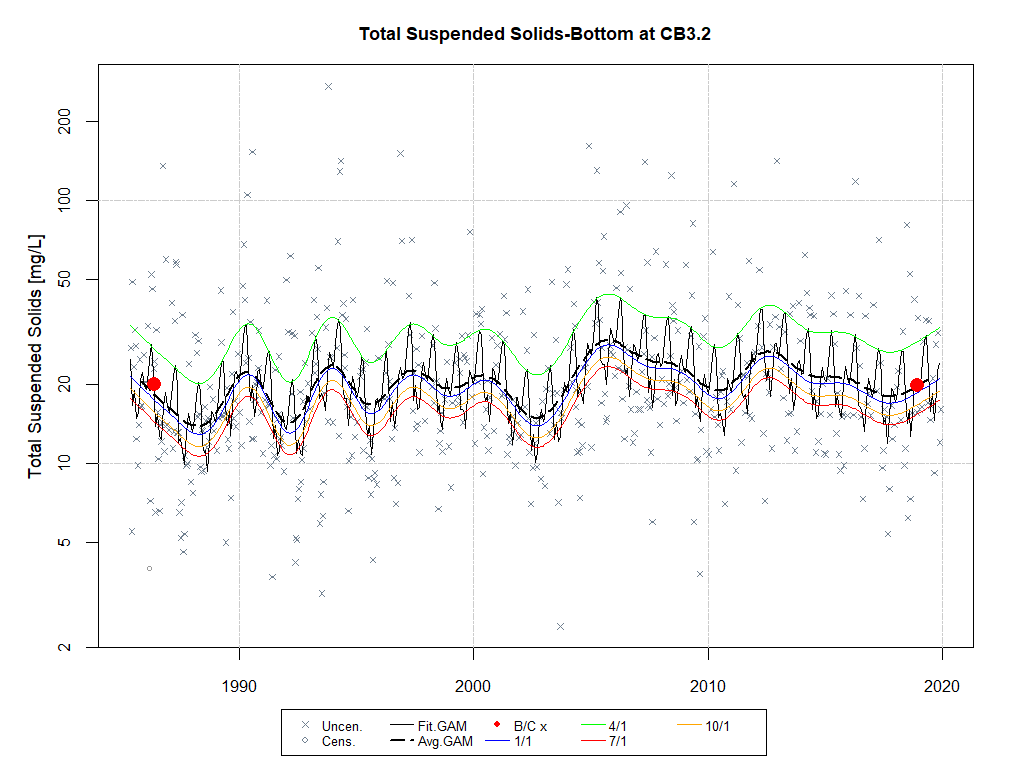 Total Suspended Solids-Bottom at CB3.2
Total Suspended Solids [mg/L]
200
100
50
20
10
5
2
1990 2000 2010 2020
Uncen. Fit.GAM B/C x 4/1 10/1
Cens. Avg.GAM 1/1 7/1